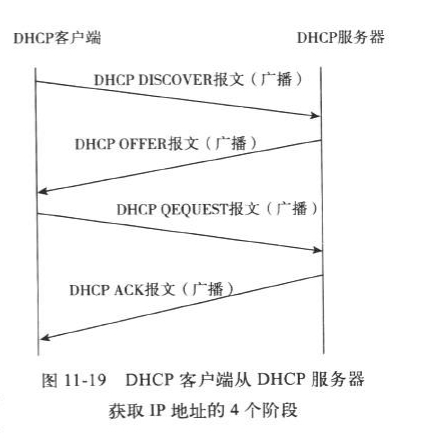 DHCP客户端 DHCP服务器
DHCP DISCOVER报文（广播）
DHCP OFFER报文（广播）
DHCP QEQUEST报文（广播）
DHCP ACK报文（广播）
图 11-19 DHCP 客户端从 DHCP 服务器
获取 IP 地址的 4 个阶段